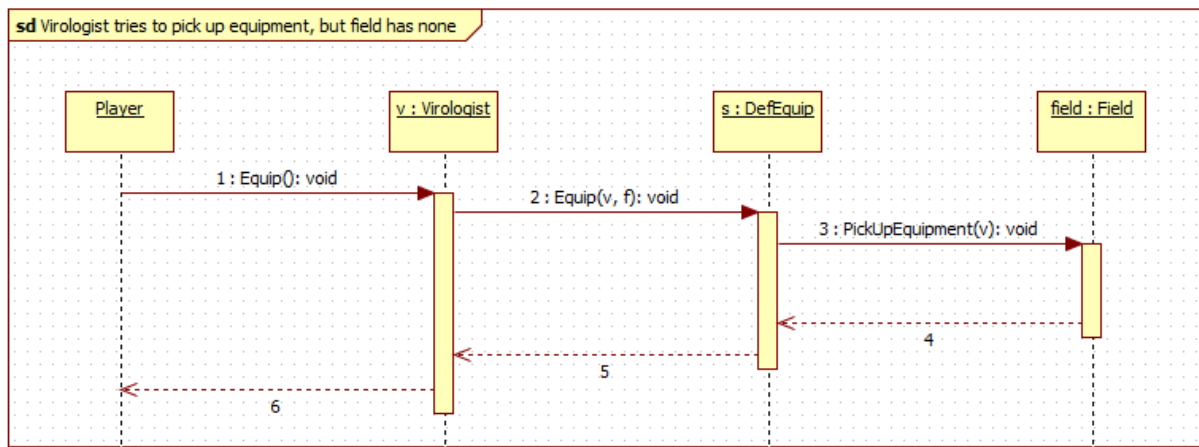 sd Virologist tries to pick up equipment, but field has none
Player
v : Virologist
s : DefEquip
field : Field
1 : Equip(): void
2 : Equip(v, f): void
3 : PickUpEquipment(v): void
4
5
6